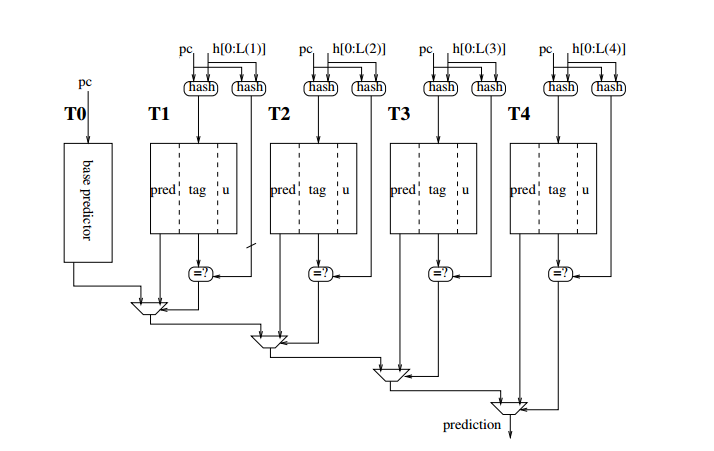 pc h[0:L(1)] pc h[0:L(2)] pc h[0:L(3)] pc h[0:L(4)]
pc hash hash hash hash hash hash hash hash
T0 T1 T2 T3 T4
base predictor
pred tag u pred tag u pred tag u pred tag u
=? =? =? =?
prediction